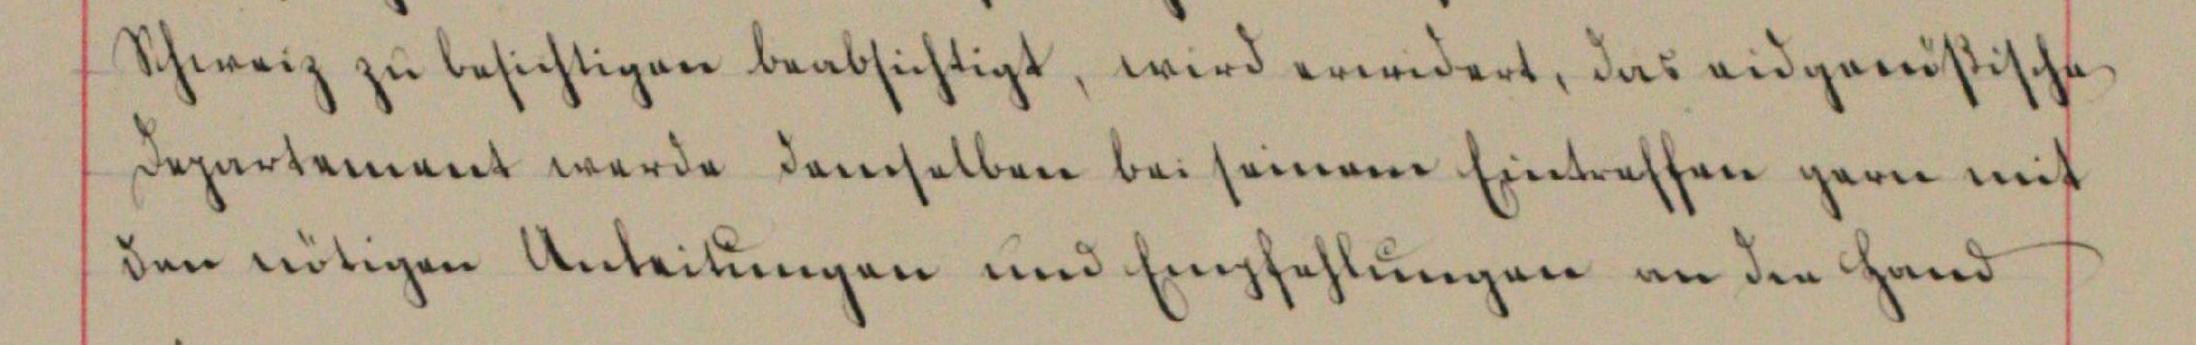 Schweiz zu besichtigen beabsichtigt, wird erwidert, das eidgenößische
Departement werde demselben bei seinem Eintreffen gern mit
den nötigen Anleitungen und Empfehlungen an die Hand